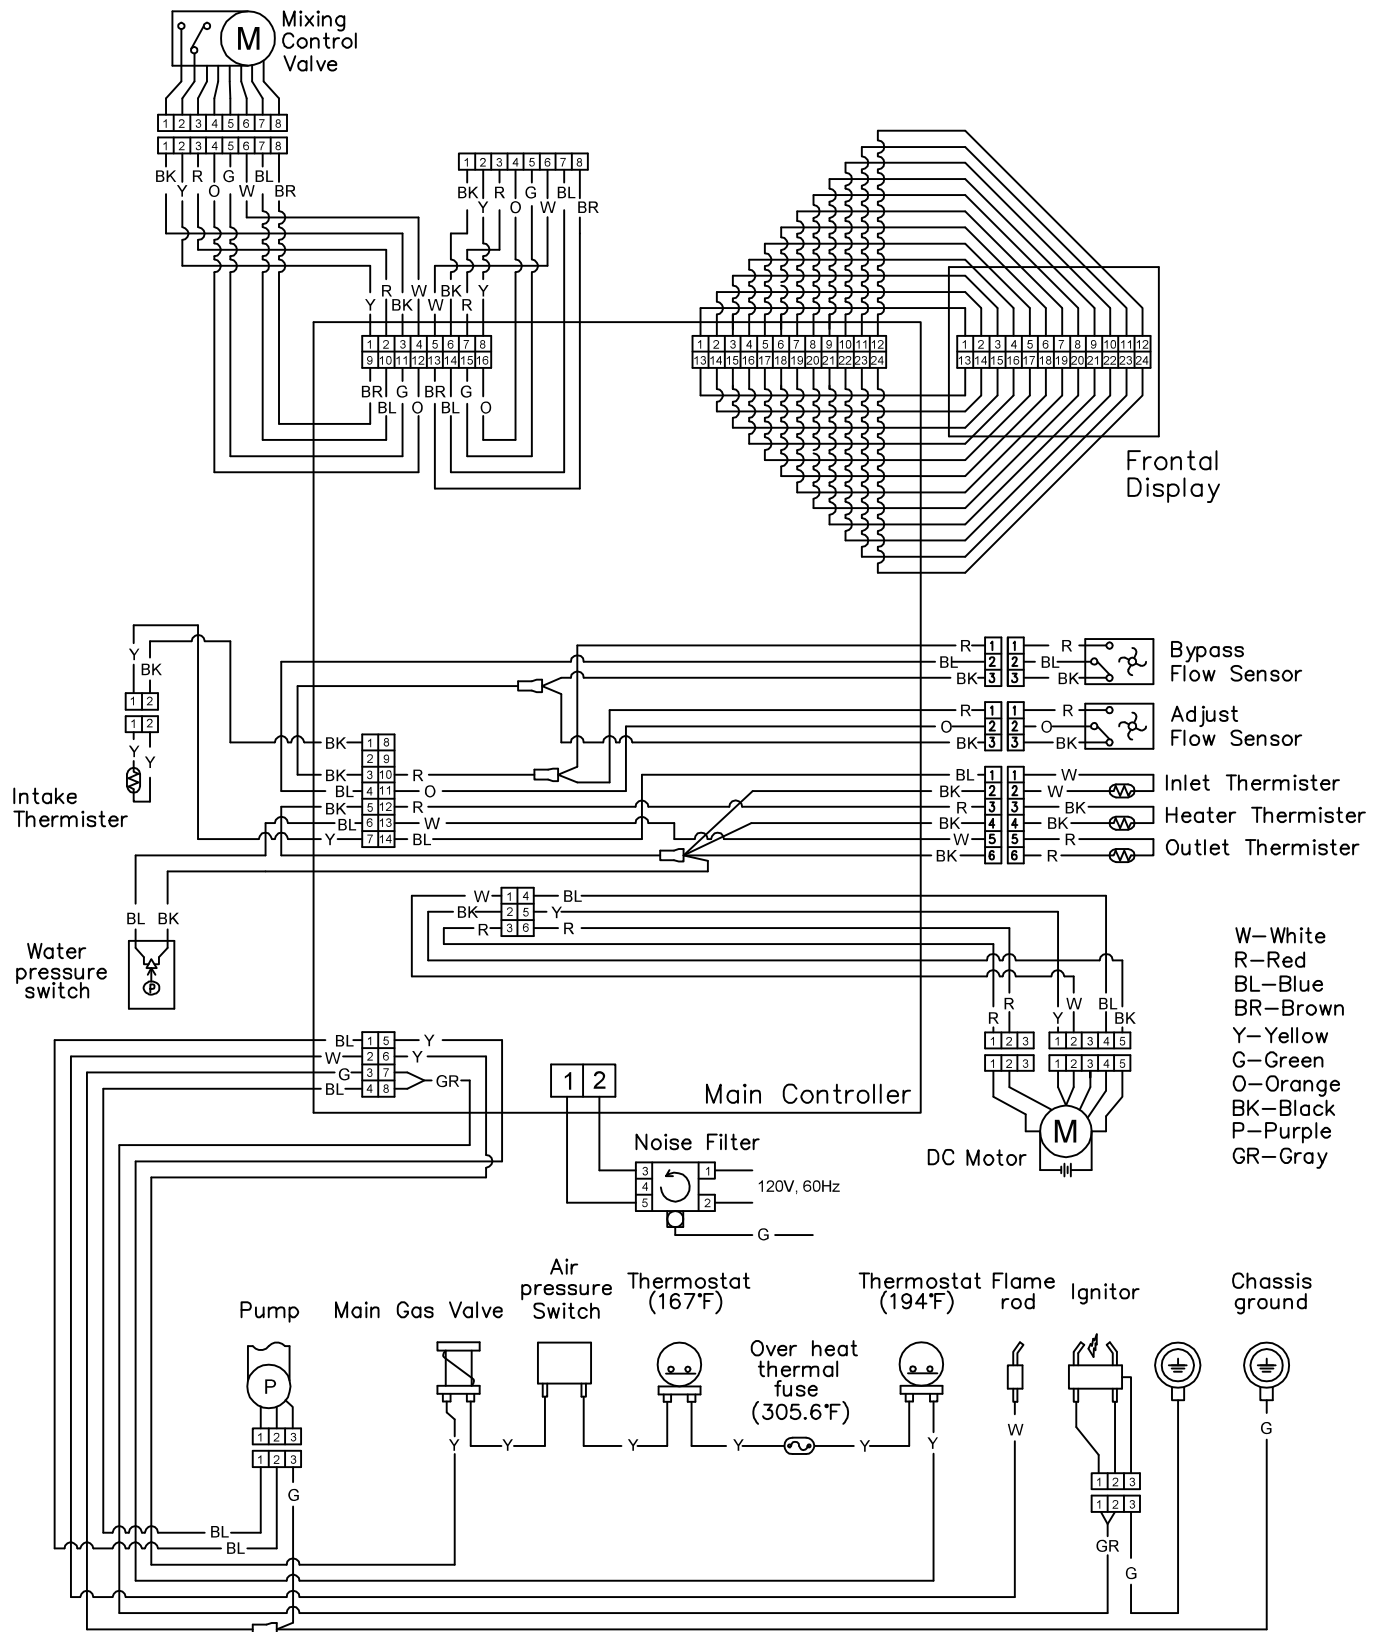 Mixing
Control
Valve
M
1 2 3 4 5 6 7 8
1 2 3 4 5 6 7 8
BK Y R O G W BL BR
1 2 3 4 5 6 7 8
BK Y R O G W BL BR
Y R BK W W BK R Y
1 2 3 4 5 6 7 8
9 10 11 12 13 14 15 16
BR BL G O BR BL G O
1 2 3 4 5 6 7 8 9 10 11 12
13 14 15 16 17 18 19 20 21 22 23 24
1 2 3 4 5 6 7 8 9 10 11 12
13 14 15 16 17 18 19 20 21 22 23 24
Frontal
Display
Y
BK
1 2
1 2
Y Y
Intake
Thermister
R 1 1 R
BL 2 2 BL
BK 3 3 BK
Bypass
Flow Sensor
R 1 1 R
O 2 2 O
BK 3 3 BK
Adjust
Flow Sensor
BK 1 8
2 9
BK 3 10 R
BL 4 11 O
BK 5 12 R
BL 6 13 W
Y 7 14 BL
BL 1 1 W
BK 2 2 W
R 3 3 BK
BK 4 4 BK
W 5 5 R
BK 6 6 R
Inlet Thermister
Heater Thermister
Outlet Thermister
BL BK
Water
pressure
switch
P
W 1 4 BL
BK 2 5 Y
R 3 6 R
R R Y W BL BK
1 2 3 1 2 3 4 5
1 2 3 1 2 3 4 5
M
DC Motor
W-White
R-Red
BL-Blue
BR-Brown
Y-Yellow
G-Green
O-Orange
BK-Black
P-Purple
GR-Gray
BL 1 5 Y
W 2 6 Y
G 3 7
BL 4 8
GR
1 2
Main Controller
Noise Filter
3 1
4
5 2
120V, 60Hz
G
Pump
P
1 2 3
1 2 3
G
BL
BL
Main Gas Valve
Air
pressure
Switch
Thermostat
(167°F)
Over heat
thermal
fuse
(305.6°F)
Thermostat
(194°F)
Flame
rod
Ignitor
Chassis
ground
Y Y Y Y Y Y
W
1 2 3
1 2 3
GR
G
G